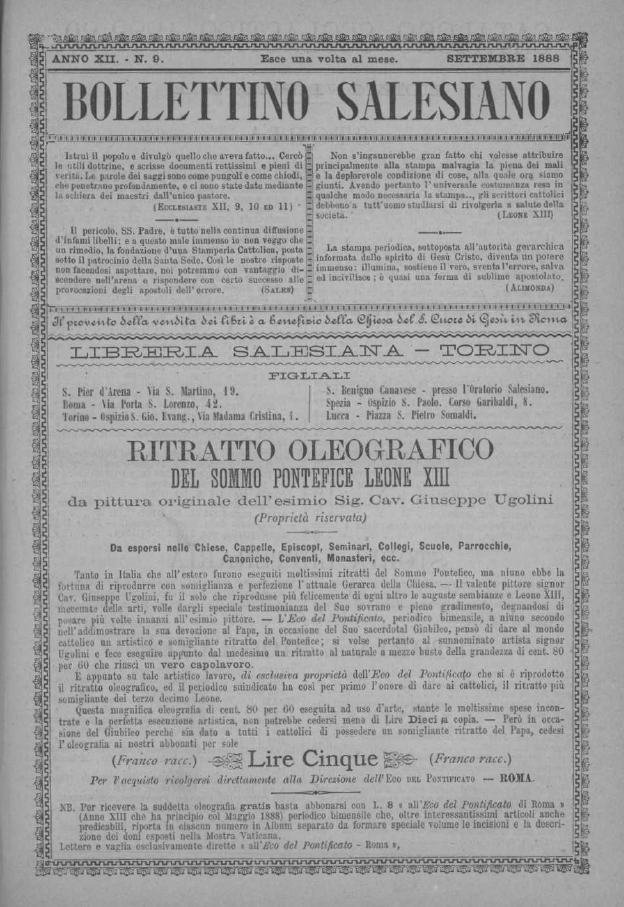 ANNO XII. - N. 9. Esce una volta al mese. SETTEMBRE 1888
BOLLETTINO SALESIANO
Istruì il popolo e divulgò quello che aveva fatto... Cercò
le utili dottrine, e scrisse documenti rettissimi e pieni di
verità. Le parole dei saggi sono come pungoli e come chiodi,
che penetrano profondamente, e ci sono state date mediante
la schiera de maestri dall'unico pastore.
(ECCLESIASTE XII, 9, 10 ED 11)
Il pericolo, SS. Padre, è tutto nella continua diffusione
d'infami libelli; e a questo male immenso io non veggo che
un rimedio, la fondazione d'una Stamperia Cattolica, posta
sotto il patrocinio della Santa Sede. Così le nostre risposte
non facendosi aspettare, noi potremmo con vantaggio di-
scendere nell'arena e rispondere con certo successo alle
provocazioni degli apostoli dell'errore. (SALES)
Non s'ingannerebbe gran fatto chi volesse attribuire
principalmente alla stampa malvagia la piena dei mali
e la deplorevole condizione di cose, alla quale ora siamo
giunti. Avendo pertanto l'universale costumanza resa in
qualche modo necessaria la stampa..., gli scrittori cattolici
debbono a tutt'uomo studiarsi di rivolgerla a salute della
società. (LEONE XIII)
La stampa periodica, sottoposta all'autorità gerarchica
informata dallo spirito di Gesù Cristo, diventa un potere
immenso: illumina, sostiene il vero, sventa l'errore, salva
ed incivilisce; è quasi una forma di sublime apostolato.
(ALIMONDA)
Il provento della vendita dei libri è a benefizio della Chiesa del S. Cuore di Gesù in Roma
LIBRERIA SALESIANA — TORINO
FIGLIALI
S. Pier d'Arena - Via S. Martino, 19.
Roma - Via Porta S. Lorenzo, 42.
Torino - Ospizio S. Gio. Evang., Via Madama Cristina, 1.
S. Benigno Canavese - presso l'Oratorio Salesiano.
Spezia - Ospizio S. Paolo. Corso Garibaldi, 8.
Lucca - Piazza S. Pietro Somaldi.
RITRATTO OLEOGRAFICO
DEL SOMMO PONTEFICE LEONE XIII
da pittura originale dell'esimio Sig. Cav. Giuseppe Ugolini
(Proprietà riservata)
Da esporsi nelle Chiese, Cappelle, Episcopî, Seminari, Collegi, Scuole, Parrocchie,
Canoniche, Conventi, Monasteri, ecc.
Tanto in Italia che all'estero furono eseguiti moltissimi ritratti del Sommo Pontefice, ma niuno ebbe la
fortuna di riprodurre con somiglianza e perfezione l'attuale Gerarca della Chiesa. — Il valente pittore signor
Cav. Giuseppe Ugolini, fu il solo che riprodusse più felicemente di ogni altro le auguste sembianze e Leone XIII,
mecenate delle arti, volle dargli speciale testimonianza del Suo sovrano e pieno gradimento, degnandosi di
posare più volte innanzi all'esimio pittore. — L'Eco del Pontificato, periodico bimensile, a niuno secondo
nell'addimostrare la sua devozione al Papa, in occasione del Suo sacerdotal Giubileo, pensò di dare al mondo
cattolico un artistico e somigliante ritratto del Pontefice; si volse pertanto al sunnominato artista signor
Ugolini e fece eseguire appunto dal medesimo un ritratto al naturale a mezzo busto della grandezza di cent. 80
per 60 che riuscì un vero capolavoro.
E appunto su tale artistico lavoro, di esclusiva proprietà dell'Eco del Pontificato che si è riprodotto
il ritratto oleografico, ed il periodico suindicato ha così per primo l'onore di dare ai cattolici, il ritratto più
somigliante del terzo decimo Leone.
Questa magnifica oleografia di cent. 80 per 60 eseguita ad uso d'arte, stante le moltissime spese incon-
trate e la perfetta esecuzione artistica, non potrebbe cedersi meno di Lire Dieci la copia. — Però in occa-
sione del Giubileo perchè sia dato a tutti i cattolici di possedere un somigliante ritratto del Papa, cedesi
l'oleografia ai nostri abbonati per sole
(Franco racc.) Lire Cinque (Franco racc.)
Per l'acquisto rivolgersi direttamente alla Direzione dell'ECO DEL PONTIFICATO — ROMA.
NB. Per ricevere la suddetta oleografia gratis basta abbonarsi con L. 8 « all'Eco del Pontificato di Roma »
(Anno XIII che ha principio col Maggio 1888) periodico bimensile che, oltre interessantissimi articoli anche
predicabili, riporta in ciascun numero in Album separato da formare speciale volume le incisioni e la descri-
zione dei doni esposti nella Mostra Vaticana.
Lettere e vaglia esclusivamente dirette « all'Eco del Pontificato - Roma »,